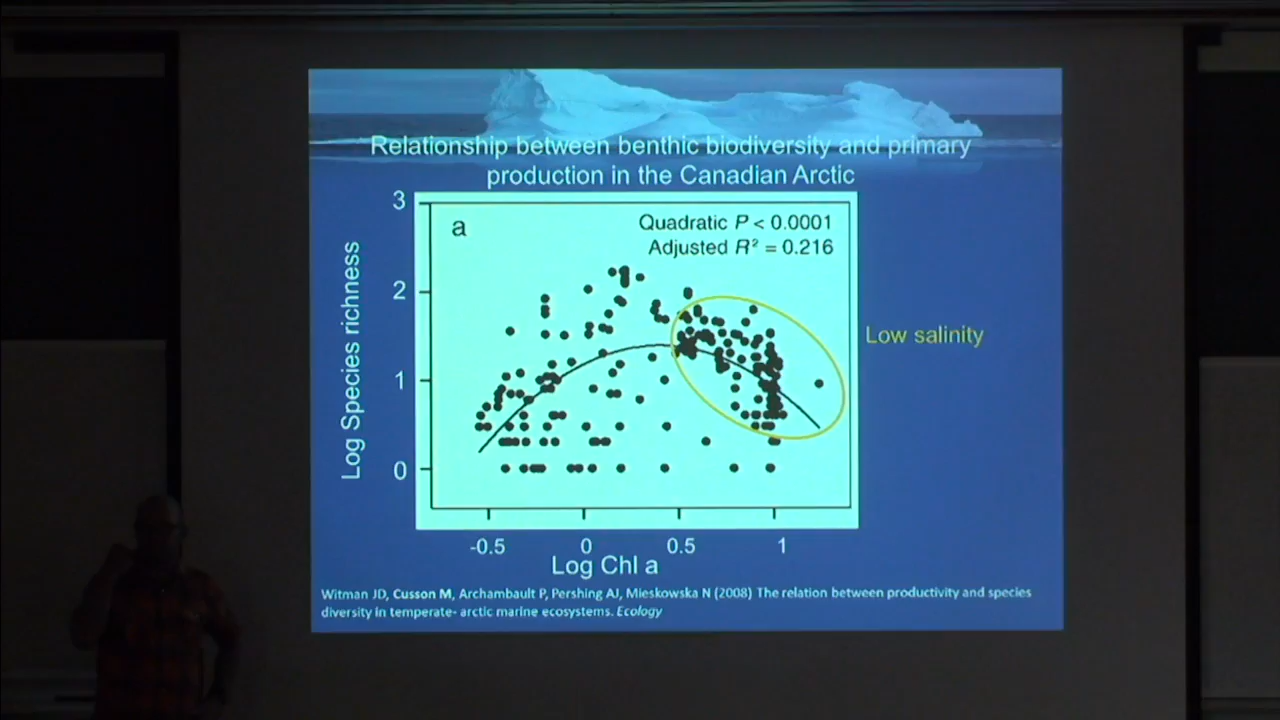 Relationship between benthic biodiversity and primary
production in the Canadian Arctic
3
2
1
0
Log Species richness
a
Quadratic P < 0.0001
Adjusted R² = 0.216
Low salinity
-0.5 0 0.5 1
Log Chl a
Witman JD, Cusson M, Archambault P, Pershing AJ, Mieskowska N (2008) The relation between productivity and species
diversity in temperate- arctic marine ecosystems. Ecology